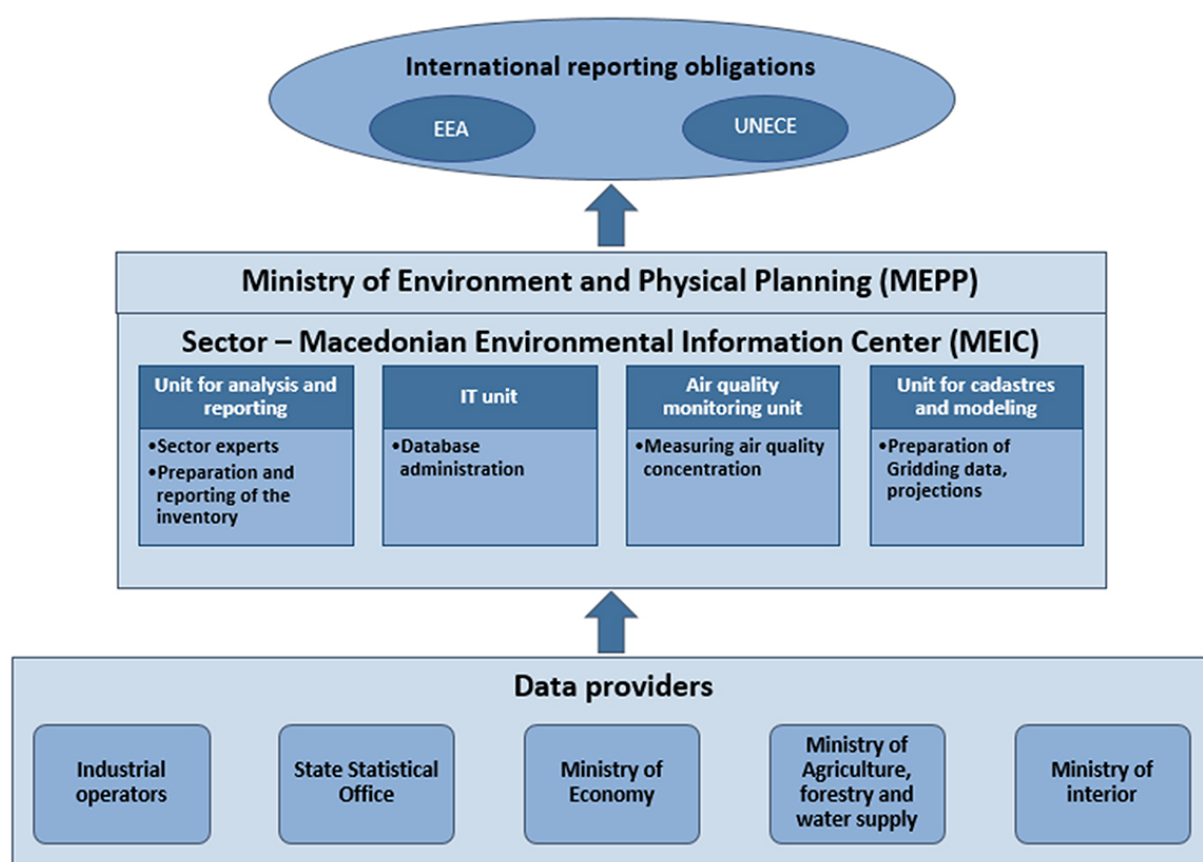 International reporting obligations
EEA
UNECE
Ministry of Environment and Physical Planning (MEPP)
Sector – Macedonian Environmental Information Center (MEIC)
Unit for analysis and
reporting
•Sector experts
•Preparation and
reporting of the
inventory
IT unit
•Database
administration
Air quality
monitoring unit
•Measuring air quality
concentration
Unit for cadastres
and modeling
•Preparation of
Gridding data,
projections
Data providers
Industrial
operators
State Statistical
Office
Ministry of
Economy
Ministry of
Agriculture,
forestry and
water supply
Ministry of
interior